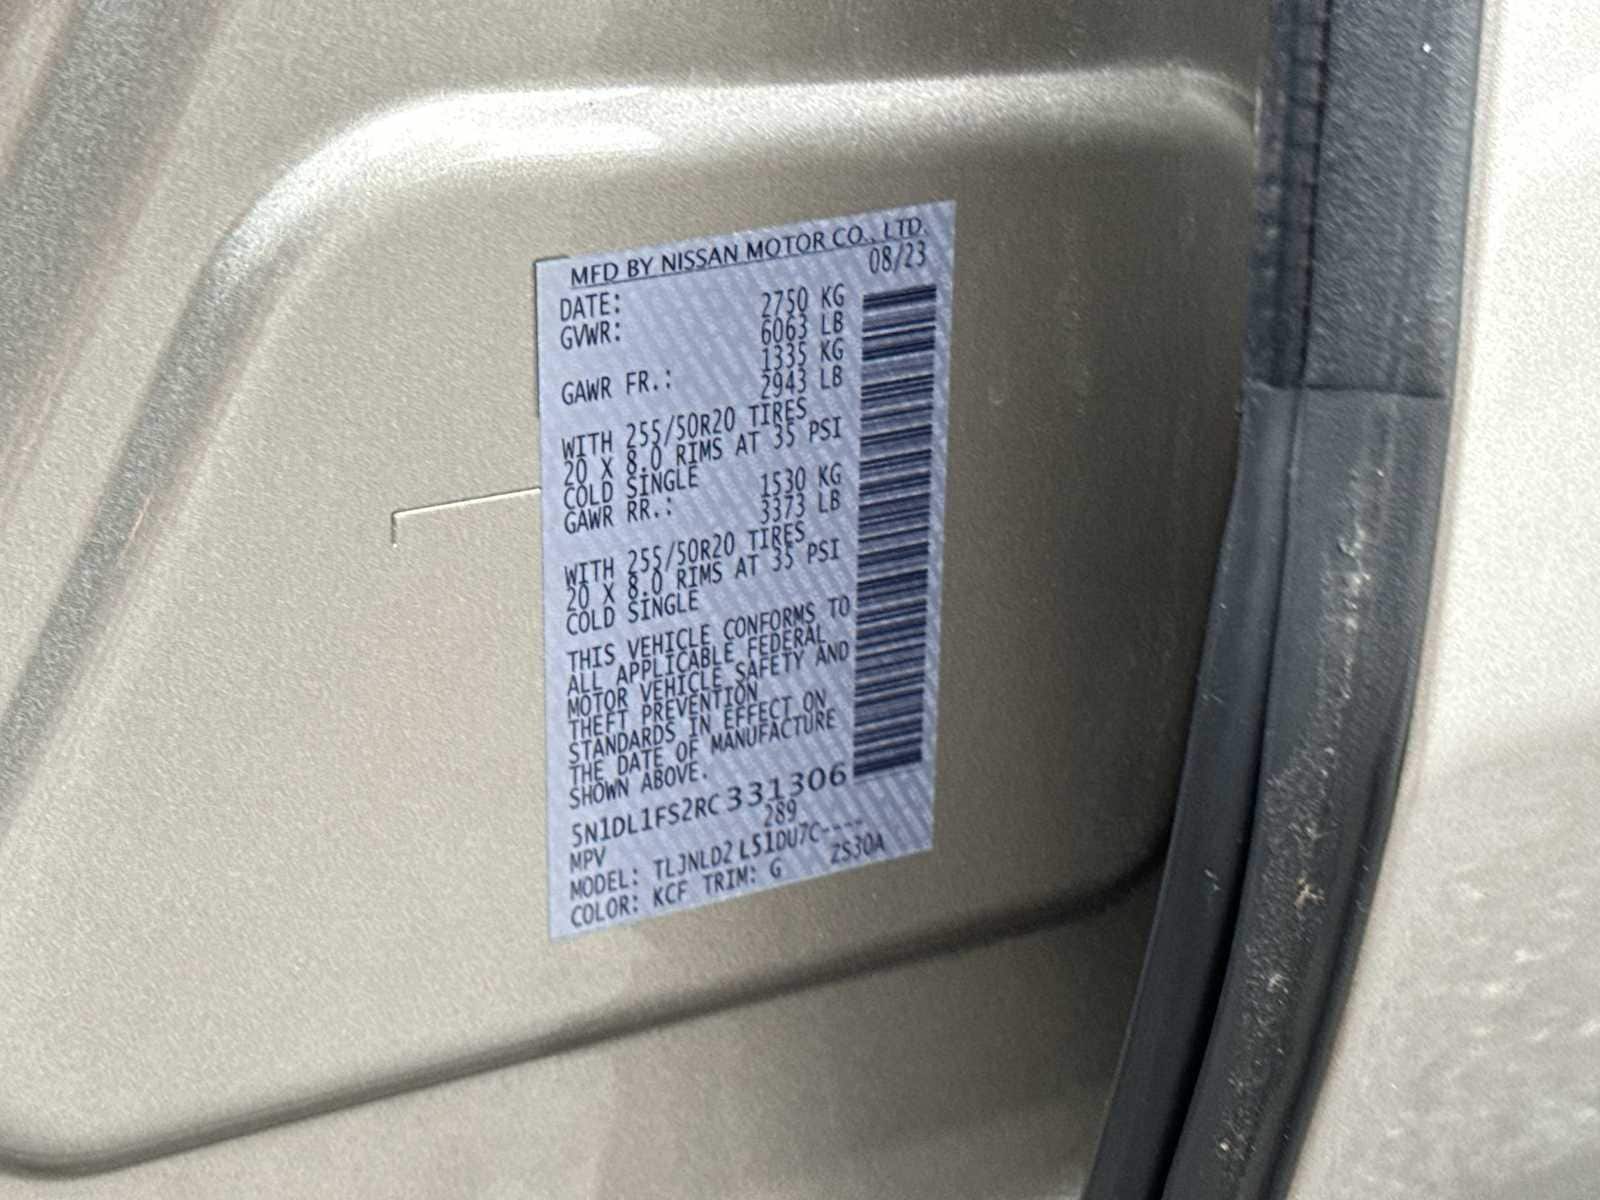 MFD BY NISSAN MOTOR CO., LTD.
DATE: 08/23
GVWR: 2750 KG
6063 LB
GAWR FR.: 1335 KG
2943 LB
WITH 255/50R20 TIRES
20 X 8.0 RIMS AT 35 PSI
COLD SINGLE
GAWR RR.: 1530 KG
3373 LB
WITH 255/50R20 TIRES
20 X 8.0 RIMS AT 35 PSI
COLD SINGLE
THIS VEHICLE CONFORMS TO
ALL APPLICABLE FEDERAL
MOTOR VEHICLE SAFETY AND
THEFT PREVENTION
STANDARDS IN EFFECT ON
THE DATE OF MANUFACTURE
SHOWN ABOVE.
5N1DL1FS2RC331306
MPV 289
MODEL: TLJNLD2 L51DU7C----
COLOR: KCF TRIM: G ZS30A